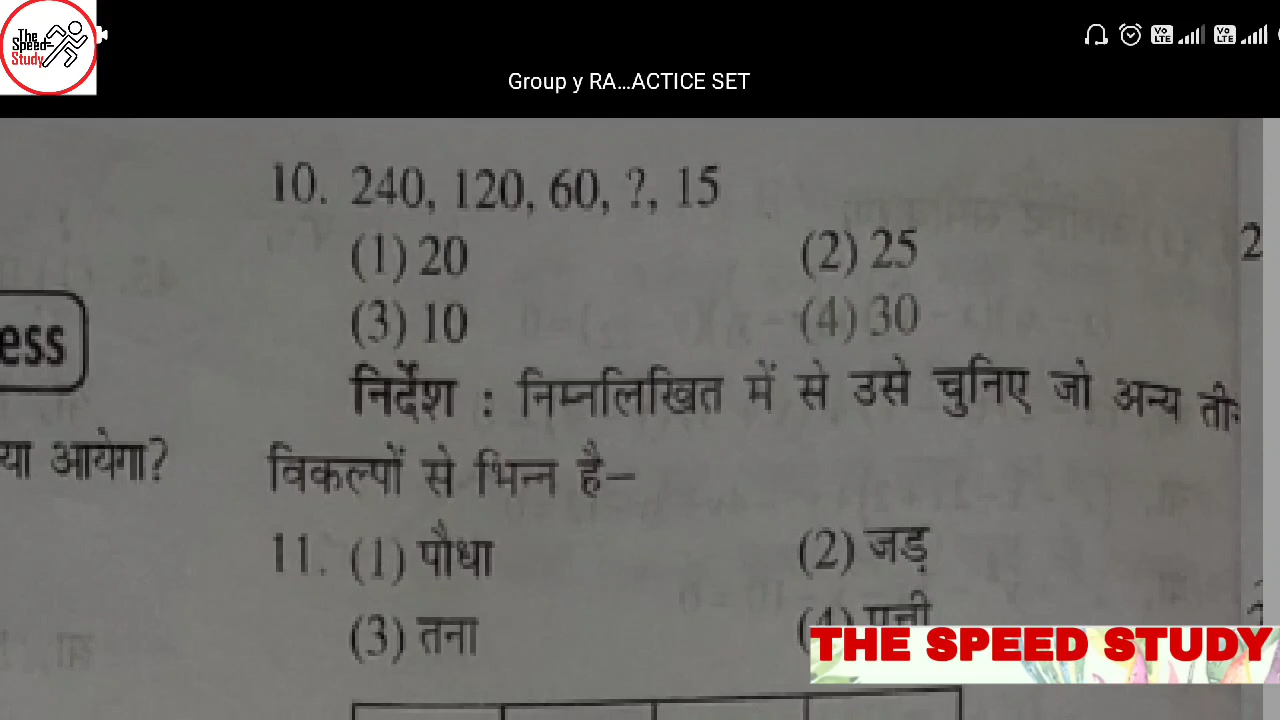 The
Speed-
Study
Group y RA...ACTICE SET
10. 240, 120, 60, ?, 15
(1) 20 (2) 25
(3) 10 (4) 30
निर्देश : निम्नलिखित में से उसे चुनिए जो अन्य
विकल्पों से भिन्न है–
11. (1) पौधा (2) जड़
(3) तना (4)
ess
या आयेगा?
THE SPEED STUDY